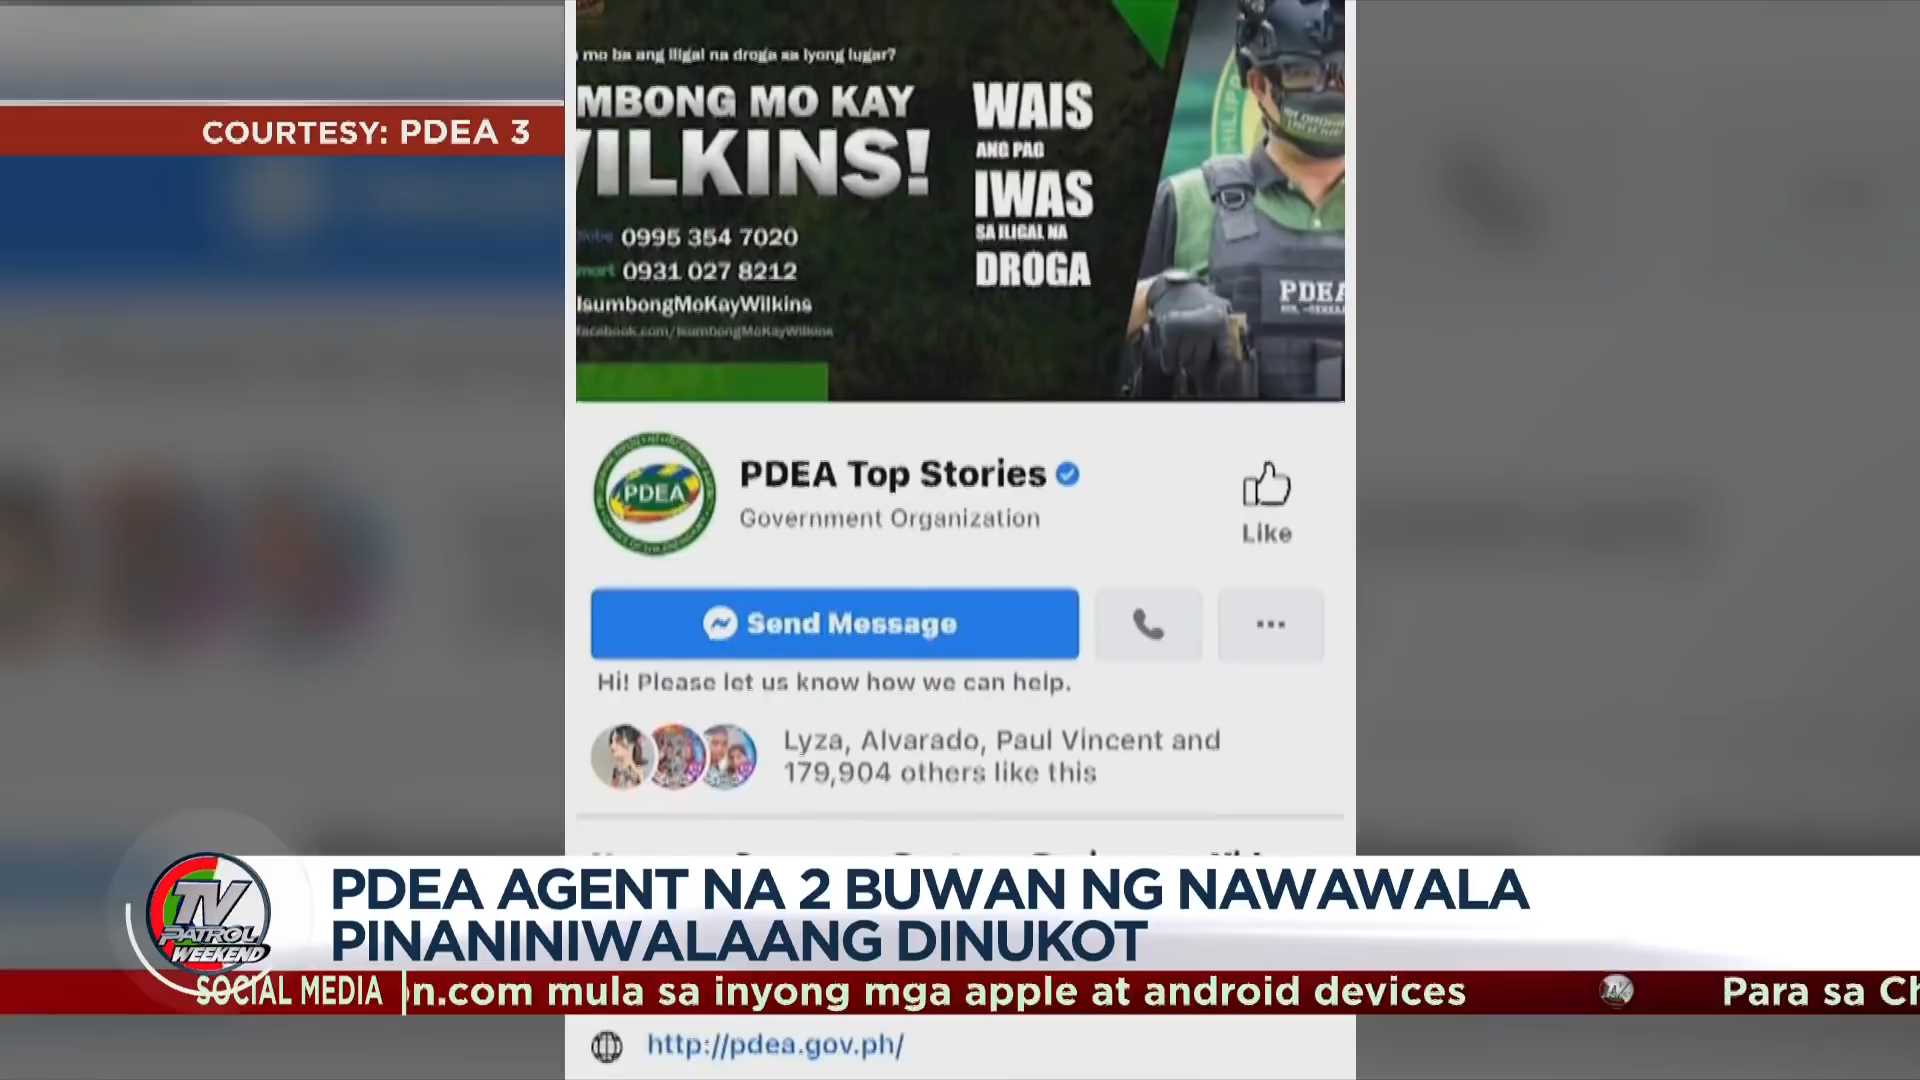 mo ba ang iligal na droga sa iyong lugar?
MBONG MO KAY
WILKINS!
WAIS
ANG PAG
IWAS
SA ILIGAL NA
DROGA
0995 354 7020
0931 027 8212
IsumbongMoKayWilkins
facebook.com/IsumbongMoKayWilkins
PDEA
COURTESY: PDEA 3
PDEA
PDEA Top Stories
Government Organization
Like
Send Message
Hi! Please let us know how we can help.
Lyza, Alvarado, Paul Vincent and
179,904 others like this
TV
PATROL
WEEKEND
PDEA AGENT NA 2 BUWAN NG NAWAWALA
PINANINIWALAANG DINUKOT
SOCIAL MEDIA
n.com mula sa inyong mga apple at android devices
Para sa Ch
http://pdea.gov.ph/